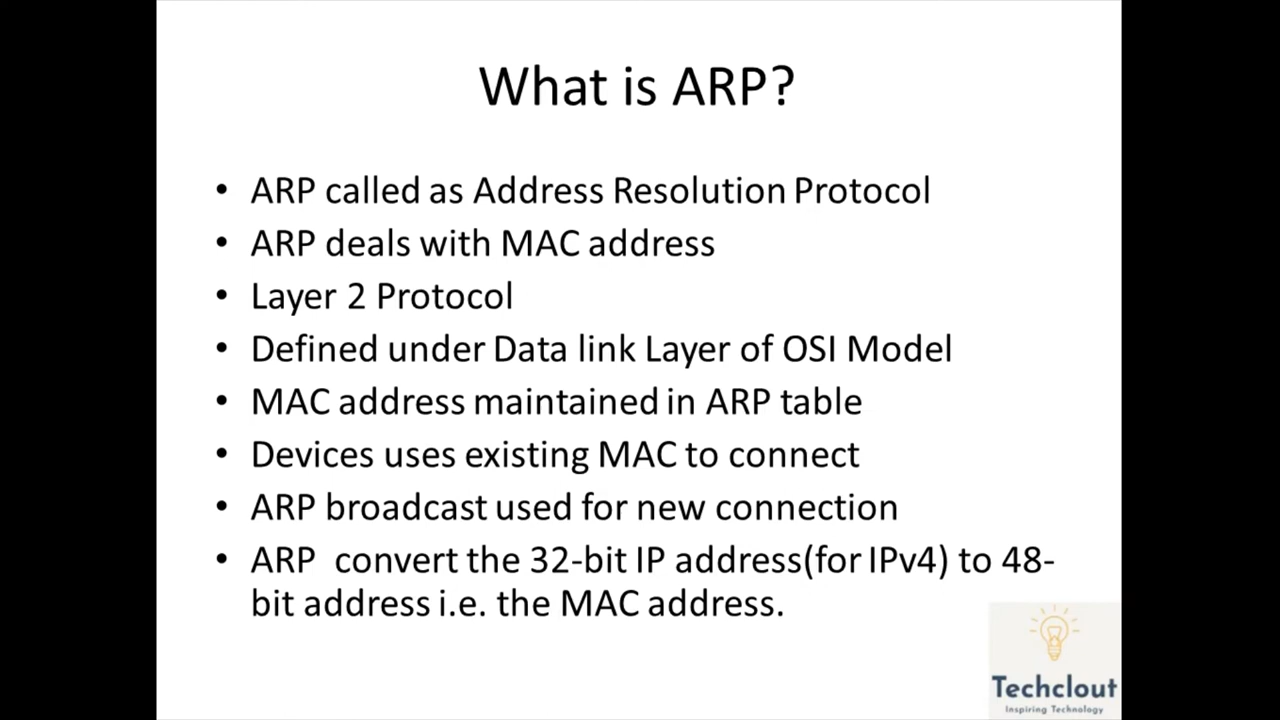 What is ARP?
• ARP called as Address Resolution Protocol
• ARP deals with MAC address
• Layer 2 Protocol
• Defined under Data link Layer of OSI Model
• MAC address maintained in ARP table
• Devices uses existing MAC to connect
• ARP broadcast used for new connection
• ARP  convert the 32-bit IP address(for IPv4) to 48-
bit address i.e. the MAC address.
Techclout
Inspiring Technology